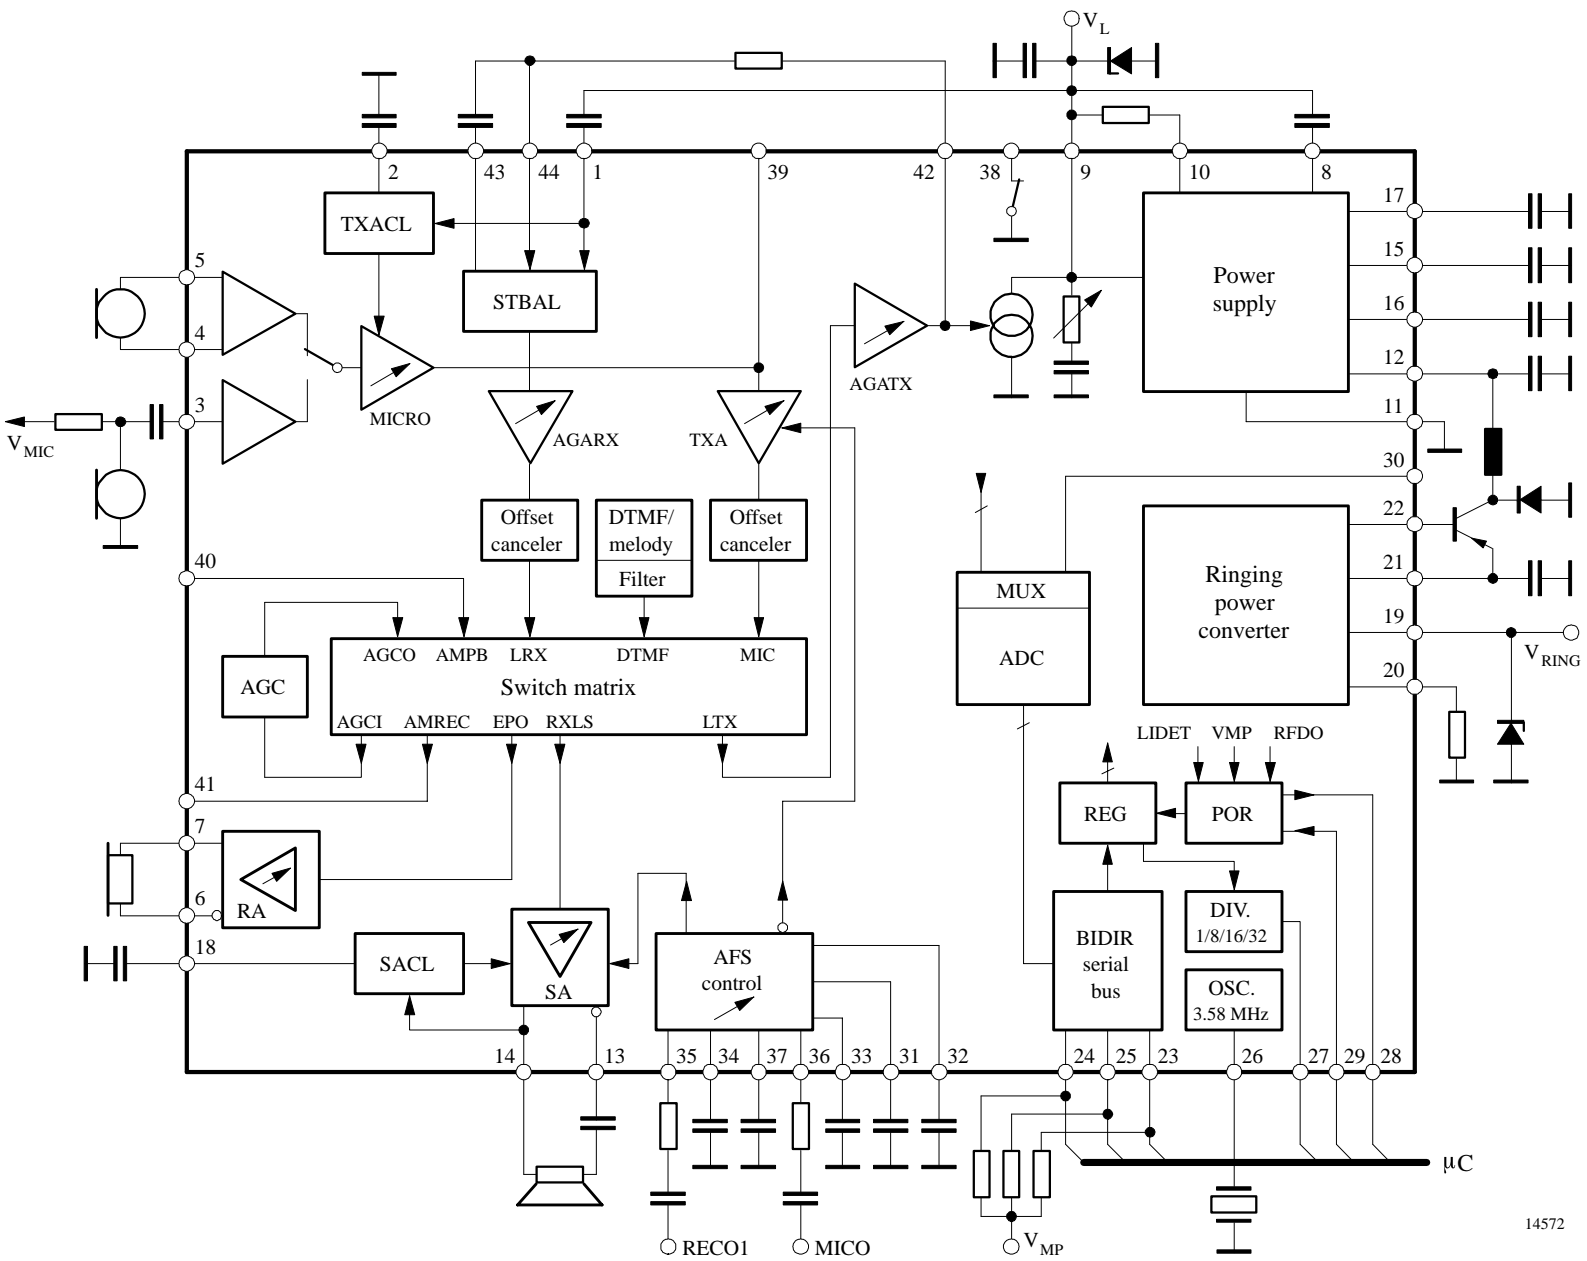 VL
2
43
44
1
39
42
38
9
10
8
17
TXACL
5
STBAL
Power
supply
15
16
4
12
AGATX
MICRO
3
VMIC
AGARX
TXA
11
30
Offset
canceler
DTMF/
melody
Filter
Offset
canceler
22
40
MUX
ADC
Ringing
power
converter
21
19
VRING
AGCO
AMPB
LRX
DTMF
MIC
AGC
Switch matrix
20
AGCI
AMREC
EPO
RXLS
LTX
LIDET
VMP
RFDO
41
7
REG
POR
6
RA
DIV.
1/8/16/32
18
SACL
SA
AFS
control
BIDIR
serial
bus
OSC.
3.58 MHz
14
13
35
34
37
36
33
31
32
24
25
23
26
27
29
28
μC
14572
RECO1
MICO
VMP